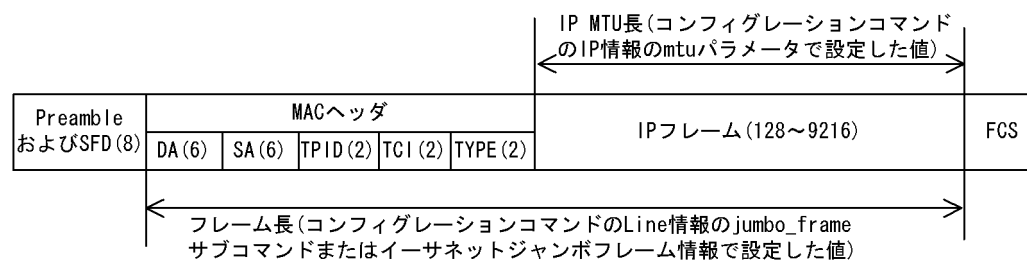 IP MTU長(コンフィグレーションコマンド
のIP情報のmtuパラメータで設定した値)
Preamble
およびSFD(8)
MACヘッダ
DA(6)
SA(6)
TPID(2)
TCI(2)
TYPE(2)
IPフレーム(128～9216)
FCS
フレーム長(コンフィグレーションコマンドのLine情報のjumbo_frame
サブコマンドまたはイーサネットジャンボフレーム情報で設定した値)